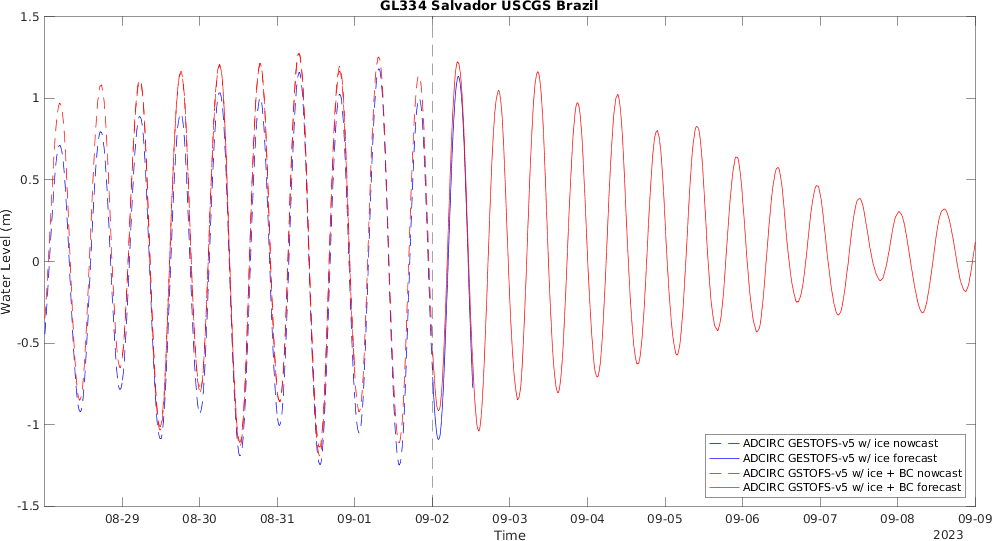 GL334 Salvador USCGS Brazil
Water Level (m)
1.5
1
0.5
0
-0.5
-1
-1.5
ADCIRC GESTOFS-v5 w/ ice nowcast
ADCIRC GESTOFS-v5 w/ ice forecast
ADCIRC GSTOFS-v5 w/ ice + BC nowcast
ADCIRC GSTOFS-v5 w/ ice + BC forecast
08-29 08-30 08-31 09-01 09-02 09-03 09-04 09-05 09-06 09-07 09-08 09-09
Time 2023